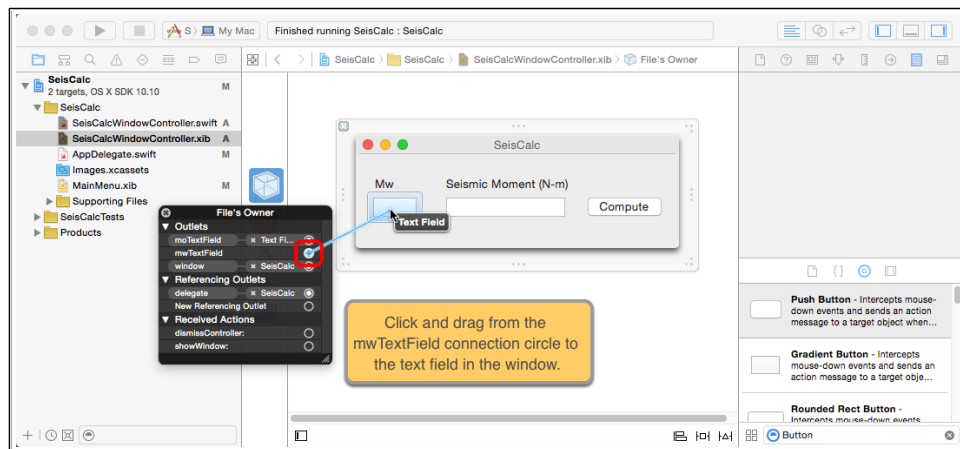 S) My Mac
Finished running SeisCalc : SeisCalc
SeisCalc
2 targets, OS X SDK 10.10
M
SeisCalc
SeisCalcWindowController.swift A
SeisCalcWindowController.xib A
AppDelegate.swift M
Images.xcassets
MainMenu.xib M
Supporting Files
SeisCalcTests
Products
SeisCalc SeisCalc SeisCalcWindowController.xib File's Owner
SeisCalc
Mw
Seismic Moment (N-m)
Text Field
Compute
File's Owner
Outlets
moTextField Text Fi...
mwTextField
window SeisCalc
Referencing Outlets
delegate SeisCalc
New Referencing Outlet
Received Actions
dismissController:
showWindow:
Click and drag from the
mwTextField connection circle to
the text field in the window.
Push Button - Intercepts mouse-
down events and sends an action
message to a target object when...
Gradient Button - Intercepts
mouse-down events and sends an
action message to a target obje...
Rounded Rect Button -
Intercepts mouse-down events
Button